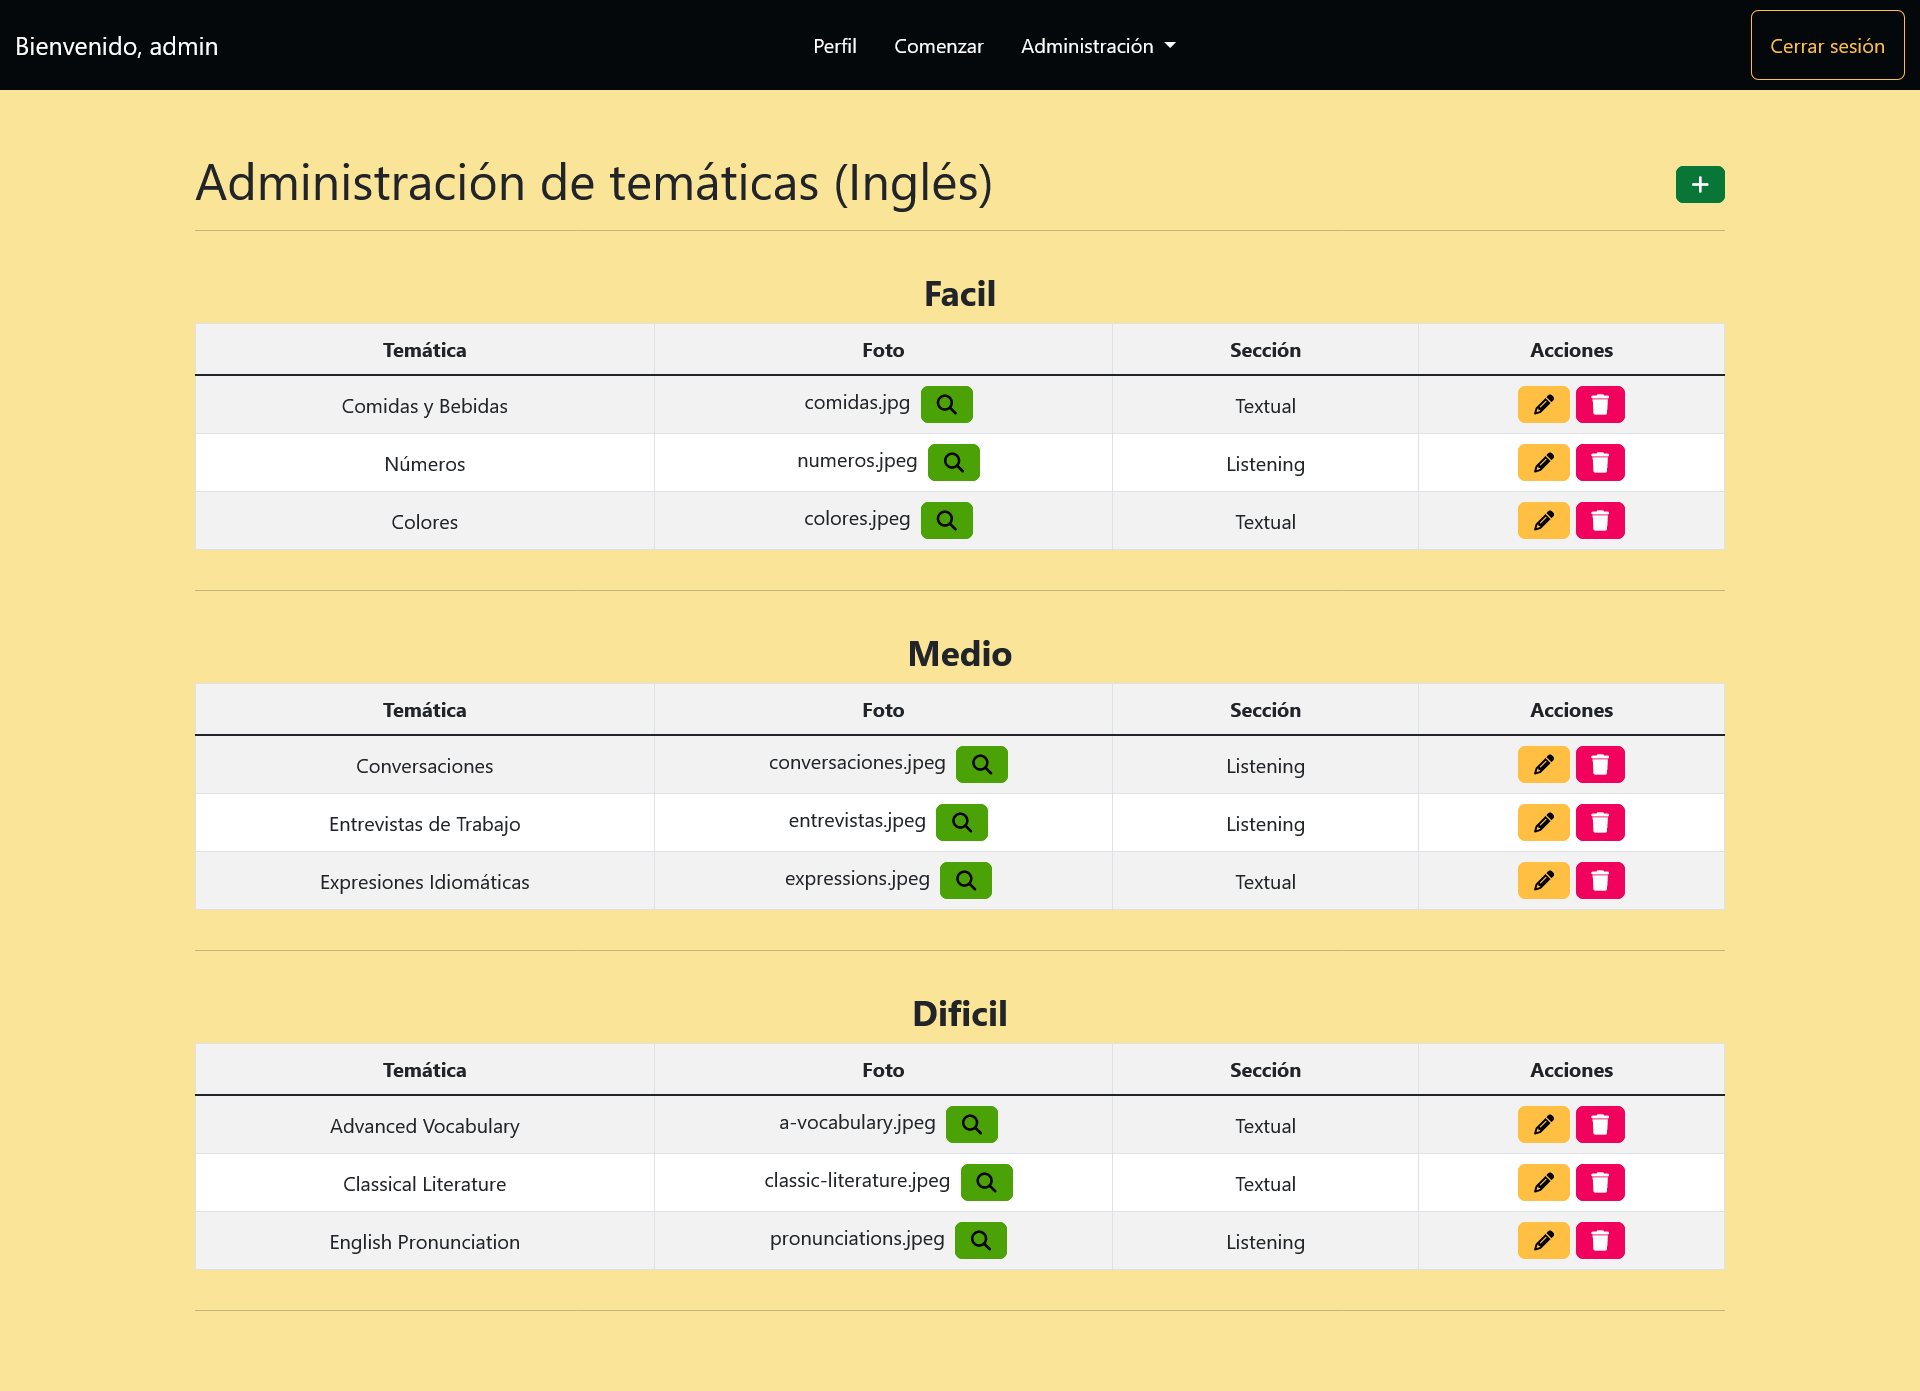 Bienvenido, admin
Perfil Comenzar Administración
Cerrar sesión
Administración de temáticas (Inglés)
Facil
Temática Foto Sección Acciones
Comidas y Bebidas comidas.jpg Textual
Números numeros.jpeg Listening
Colores colores.jpeg Textual
Medio
Temática Foto Sección Acciones
Conversaciones conversaciones.jpeg Listening
Entrevistas de Trabajo entrevistas.jpeg Listening
Expresiones Idiomáticas expressions.jpeg Textual
Dificil
Temática Foto Sección Acciones
Advanced Vocabulary a-vocabulary.jpeg Textual
Classical Literature classic-literature.jpeg Textual
English Pronunciation pronunciations.jpeg Listening